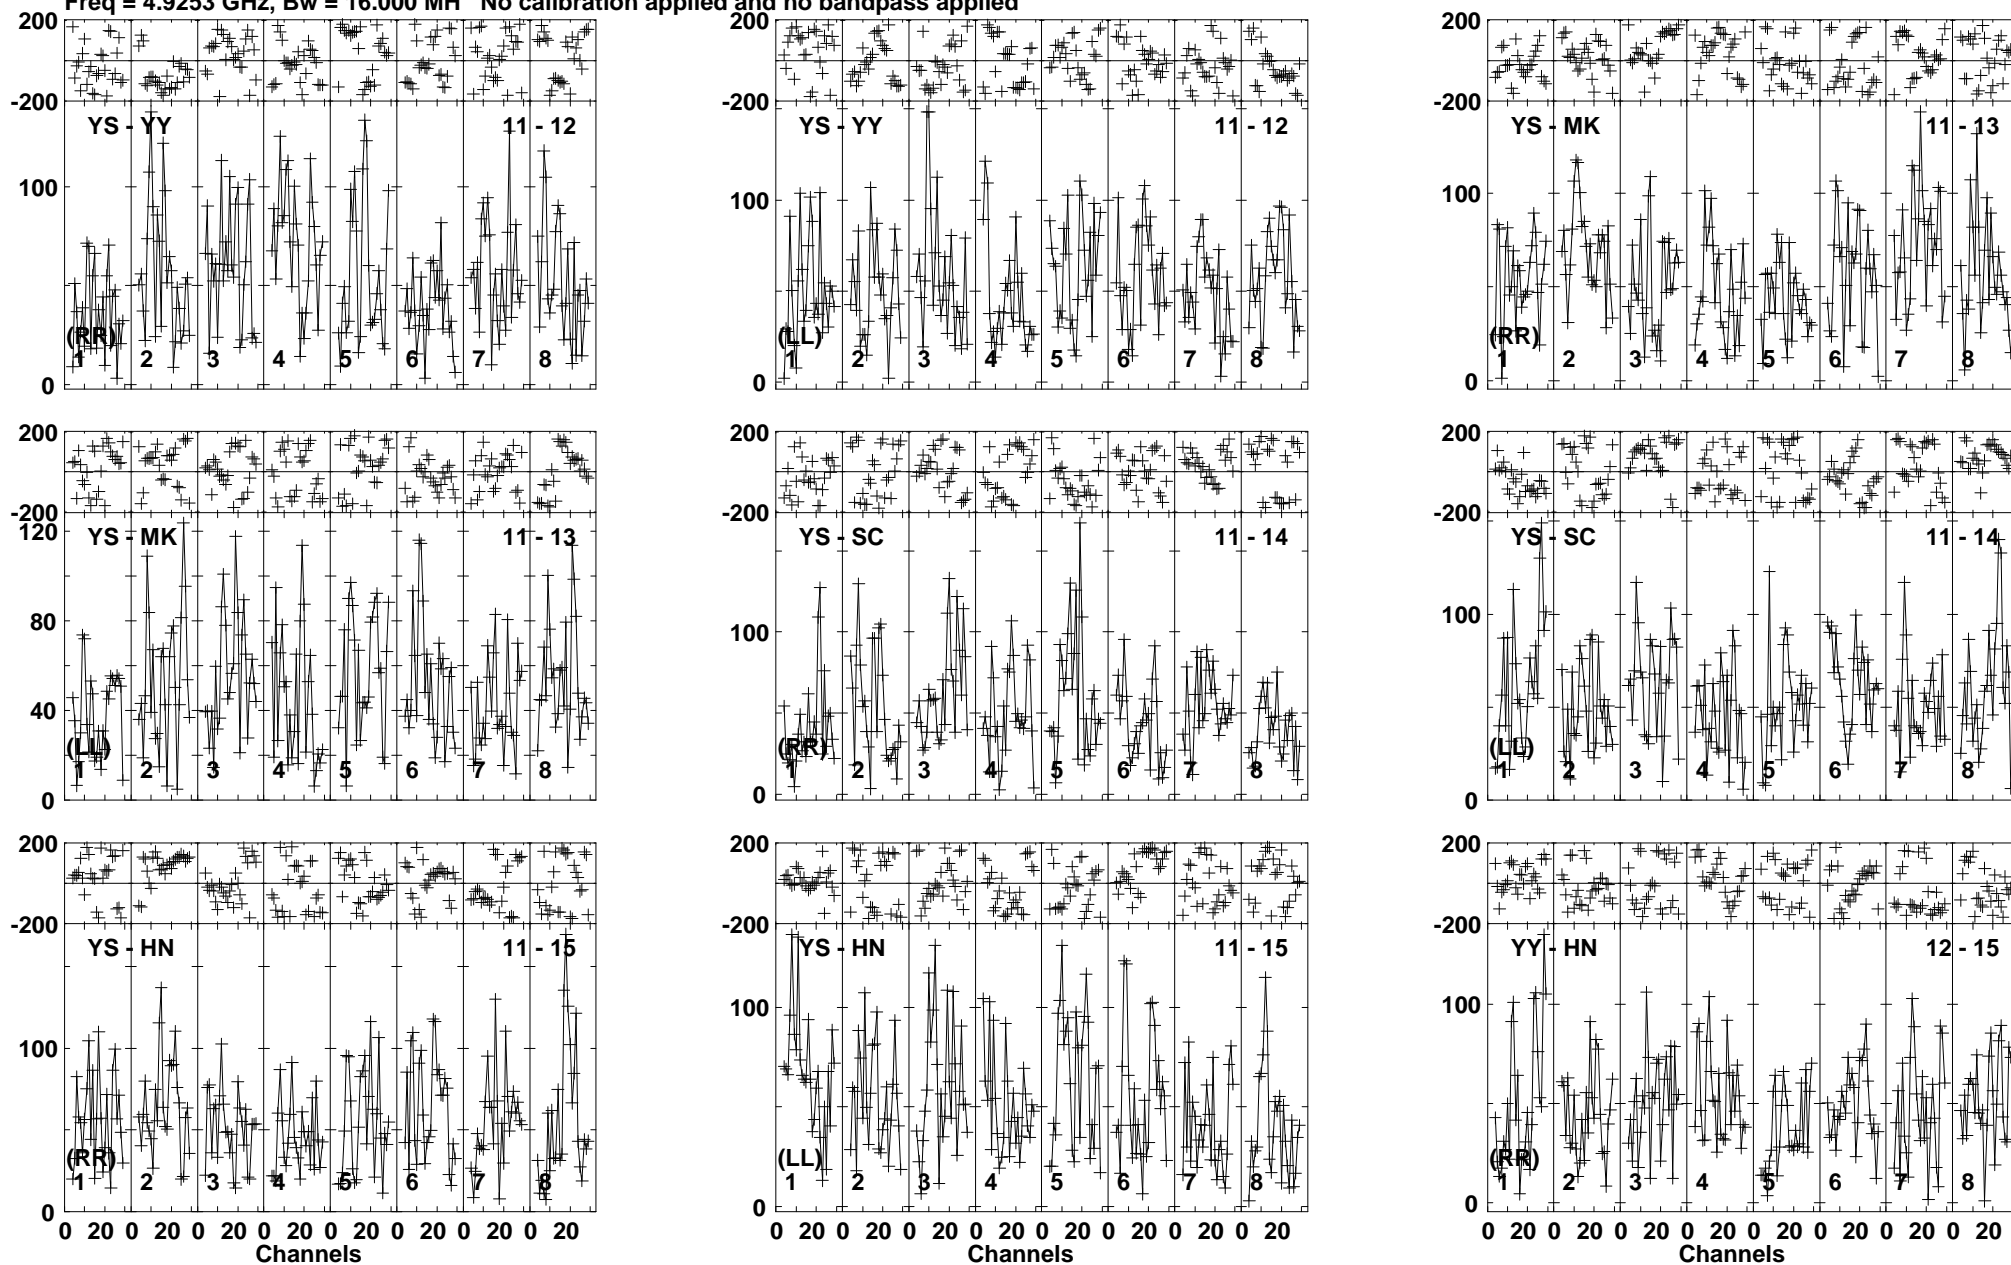 Freq = 4.9253 GHz, Bw = 16.000 MH No calibration applied and no bandpass applied
200 200 200
-200 -200 -200
YS - YY 11 - 12 YS - YY 11 - 12 YS - MK 11 - 13
100 100 100
(RR) (LL) (RR)
1 2 3 4 5 6 7 8 1 2 3 4 5 6 7 8 1 2 3 4 5 6 7 8
0 0 0
200 200 200
-200 -200 -200
120
YS - MK 11 - 13 YS - SC 11 - 14 YS - SC 11 - 14
80 100 100
40
(LL) (RR) (LL)
1 2 3 4 5 6 7 8 1 2 3 4 5 6 7 8 1 2 3 4 5 6 7 8
0 0 0
200 200 200
-200 -200 -200
YS - HN 11 - 15 YS - HN 11 - 15 YY - HN 12 - 15
100 100 100
(RR) (LL) (RR)
1 2 3 4 5 6 7 8 1 2 3 4 5 6 7 8 1 2 3 4 5 6 7 8
0 0 0
0 20 0 20 0 20 0 20 0 20 0 20 0 20 0 20 0 20 0 20 0 20 0 20 0 20 0 20 0 20 0 20 0 20 0 20 0 20 0 20 0 20 0 20 0 20 0 20
Channels Channels Channels